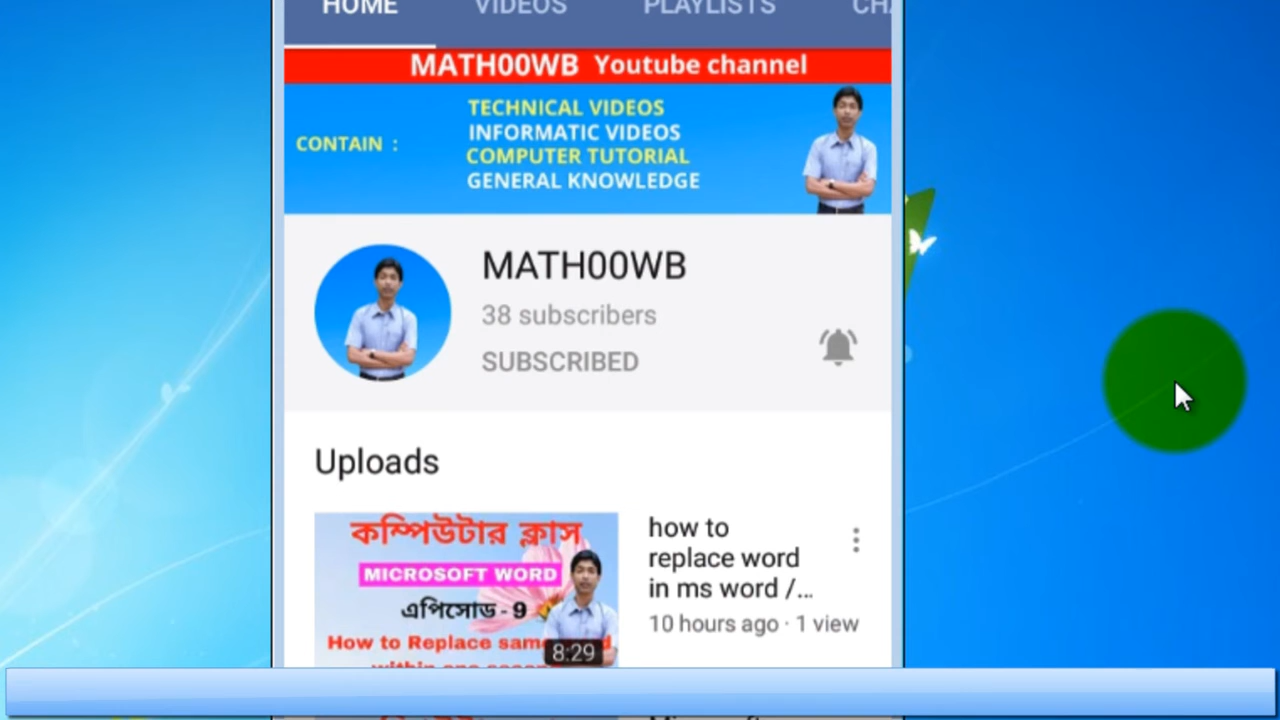 HOME VIDEOS PLAYLISTS
MATH00WB Youtube channel
TECHNICAL VIDEOS
INFORMATIC VIDEOS
CONTAIN :
COMPUTER TUTORIAL
GENERAL KNOWLEDGE
MATH00WB
38 subscribers
SUBSCRIBED
Uploads
কম্পিউটার ক্লাস
MICROSOFT WORD
এপিসোড - 9
How to Replace
8:29
how to
replace word
in ms word /...
10 hours ago · 1 view